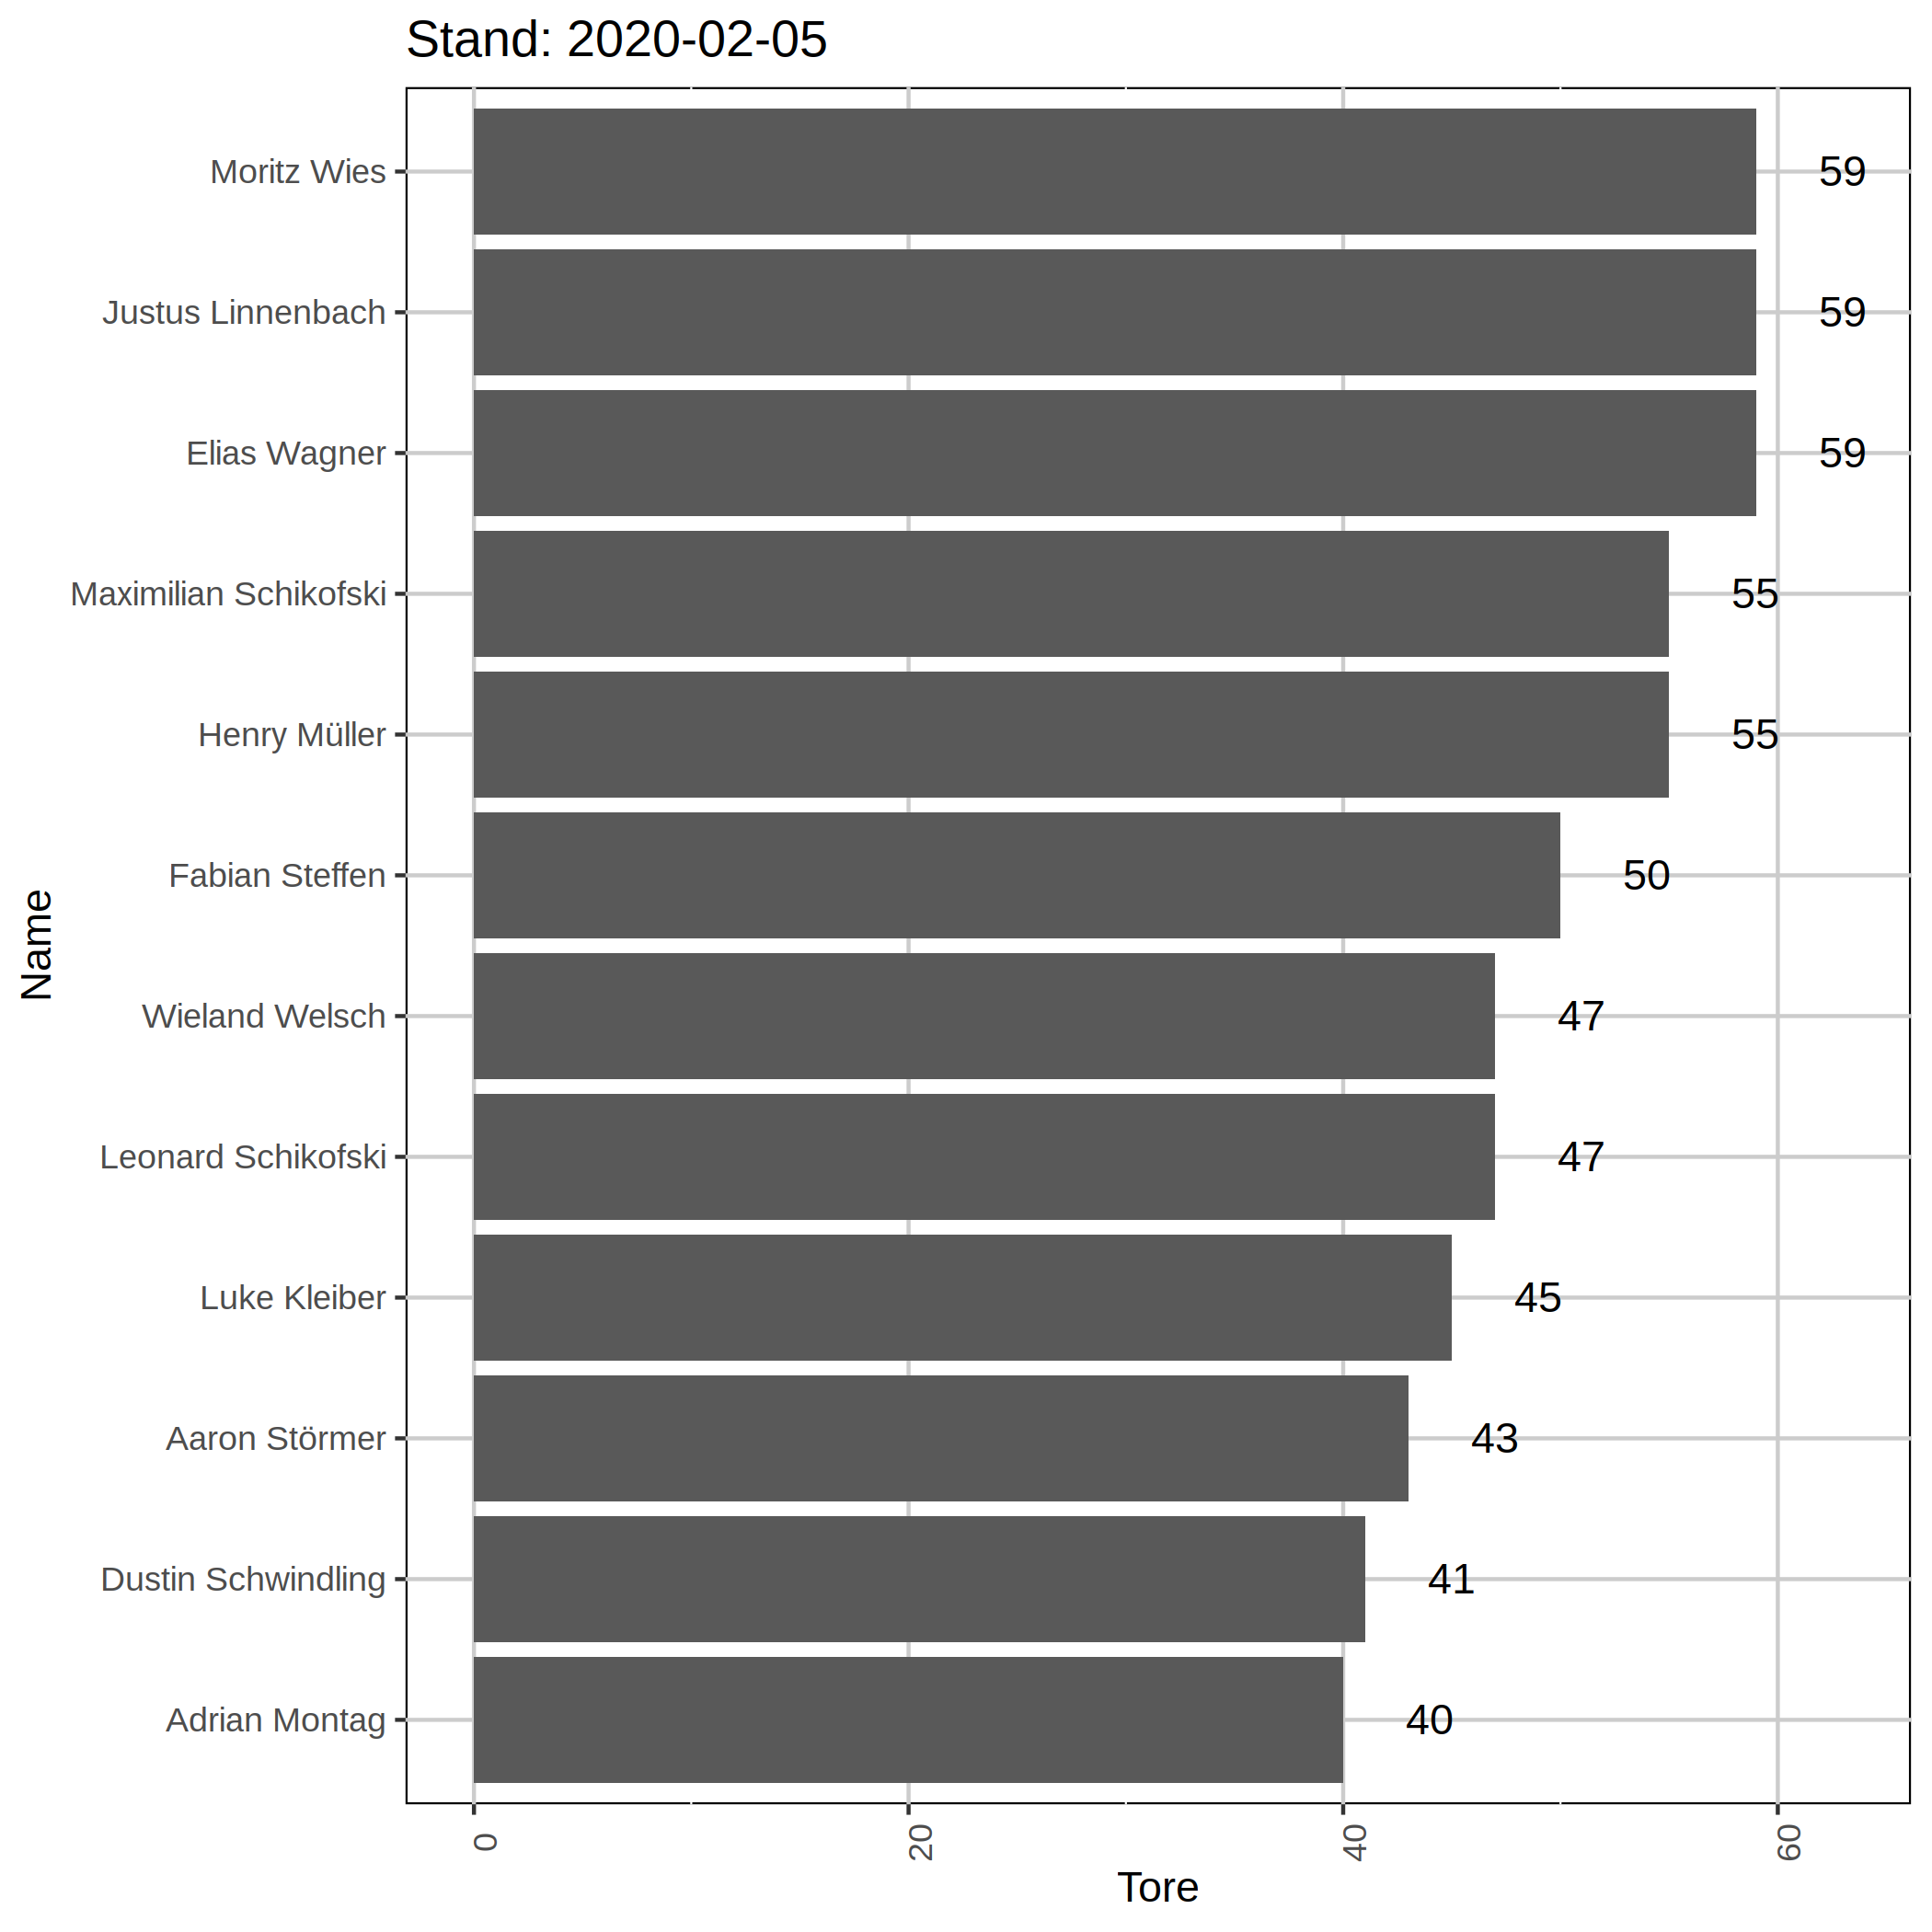 Stand: 2020-02-05
Name
Moritz Wies 59
Justus Linnenbach 59
Elias Wagner 59
Maximilian Schikofski 55
Henry Müller 55
Fabian Steffen 50
Wieland Welsch 47
Leonard Schikofski 47
Luke Kleiber 45
Aaron Störmer 43
Dustin Schwindling 41
Adrian Montag 40
0 20 40 60
Tore